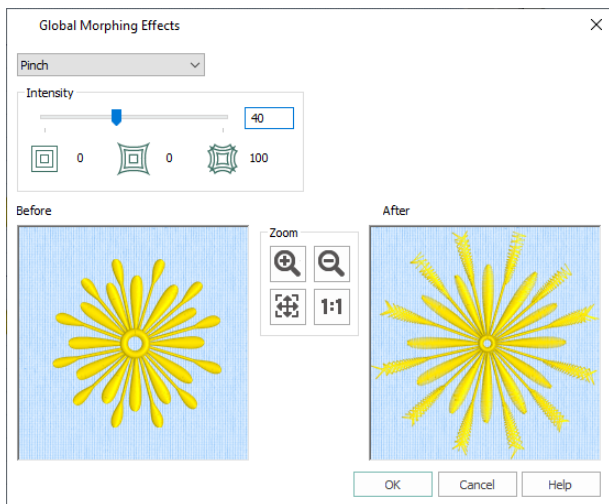 Global Morphing Effects
Pinch
Intensity
40
0 0 100
Before
Zoom
After
1:1
OK Cancel Help